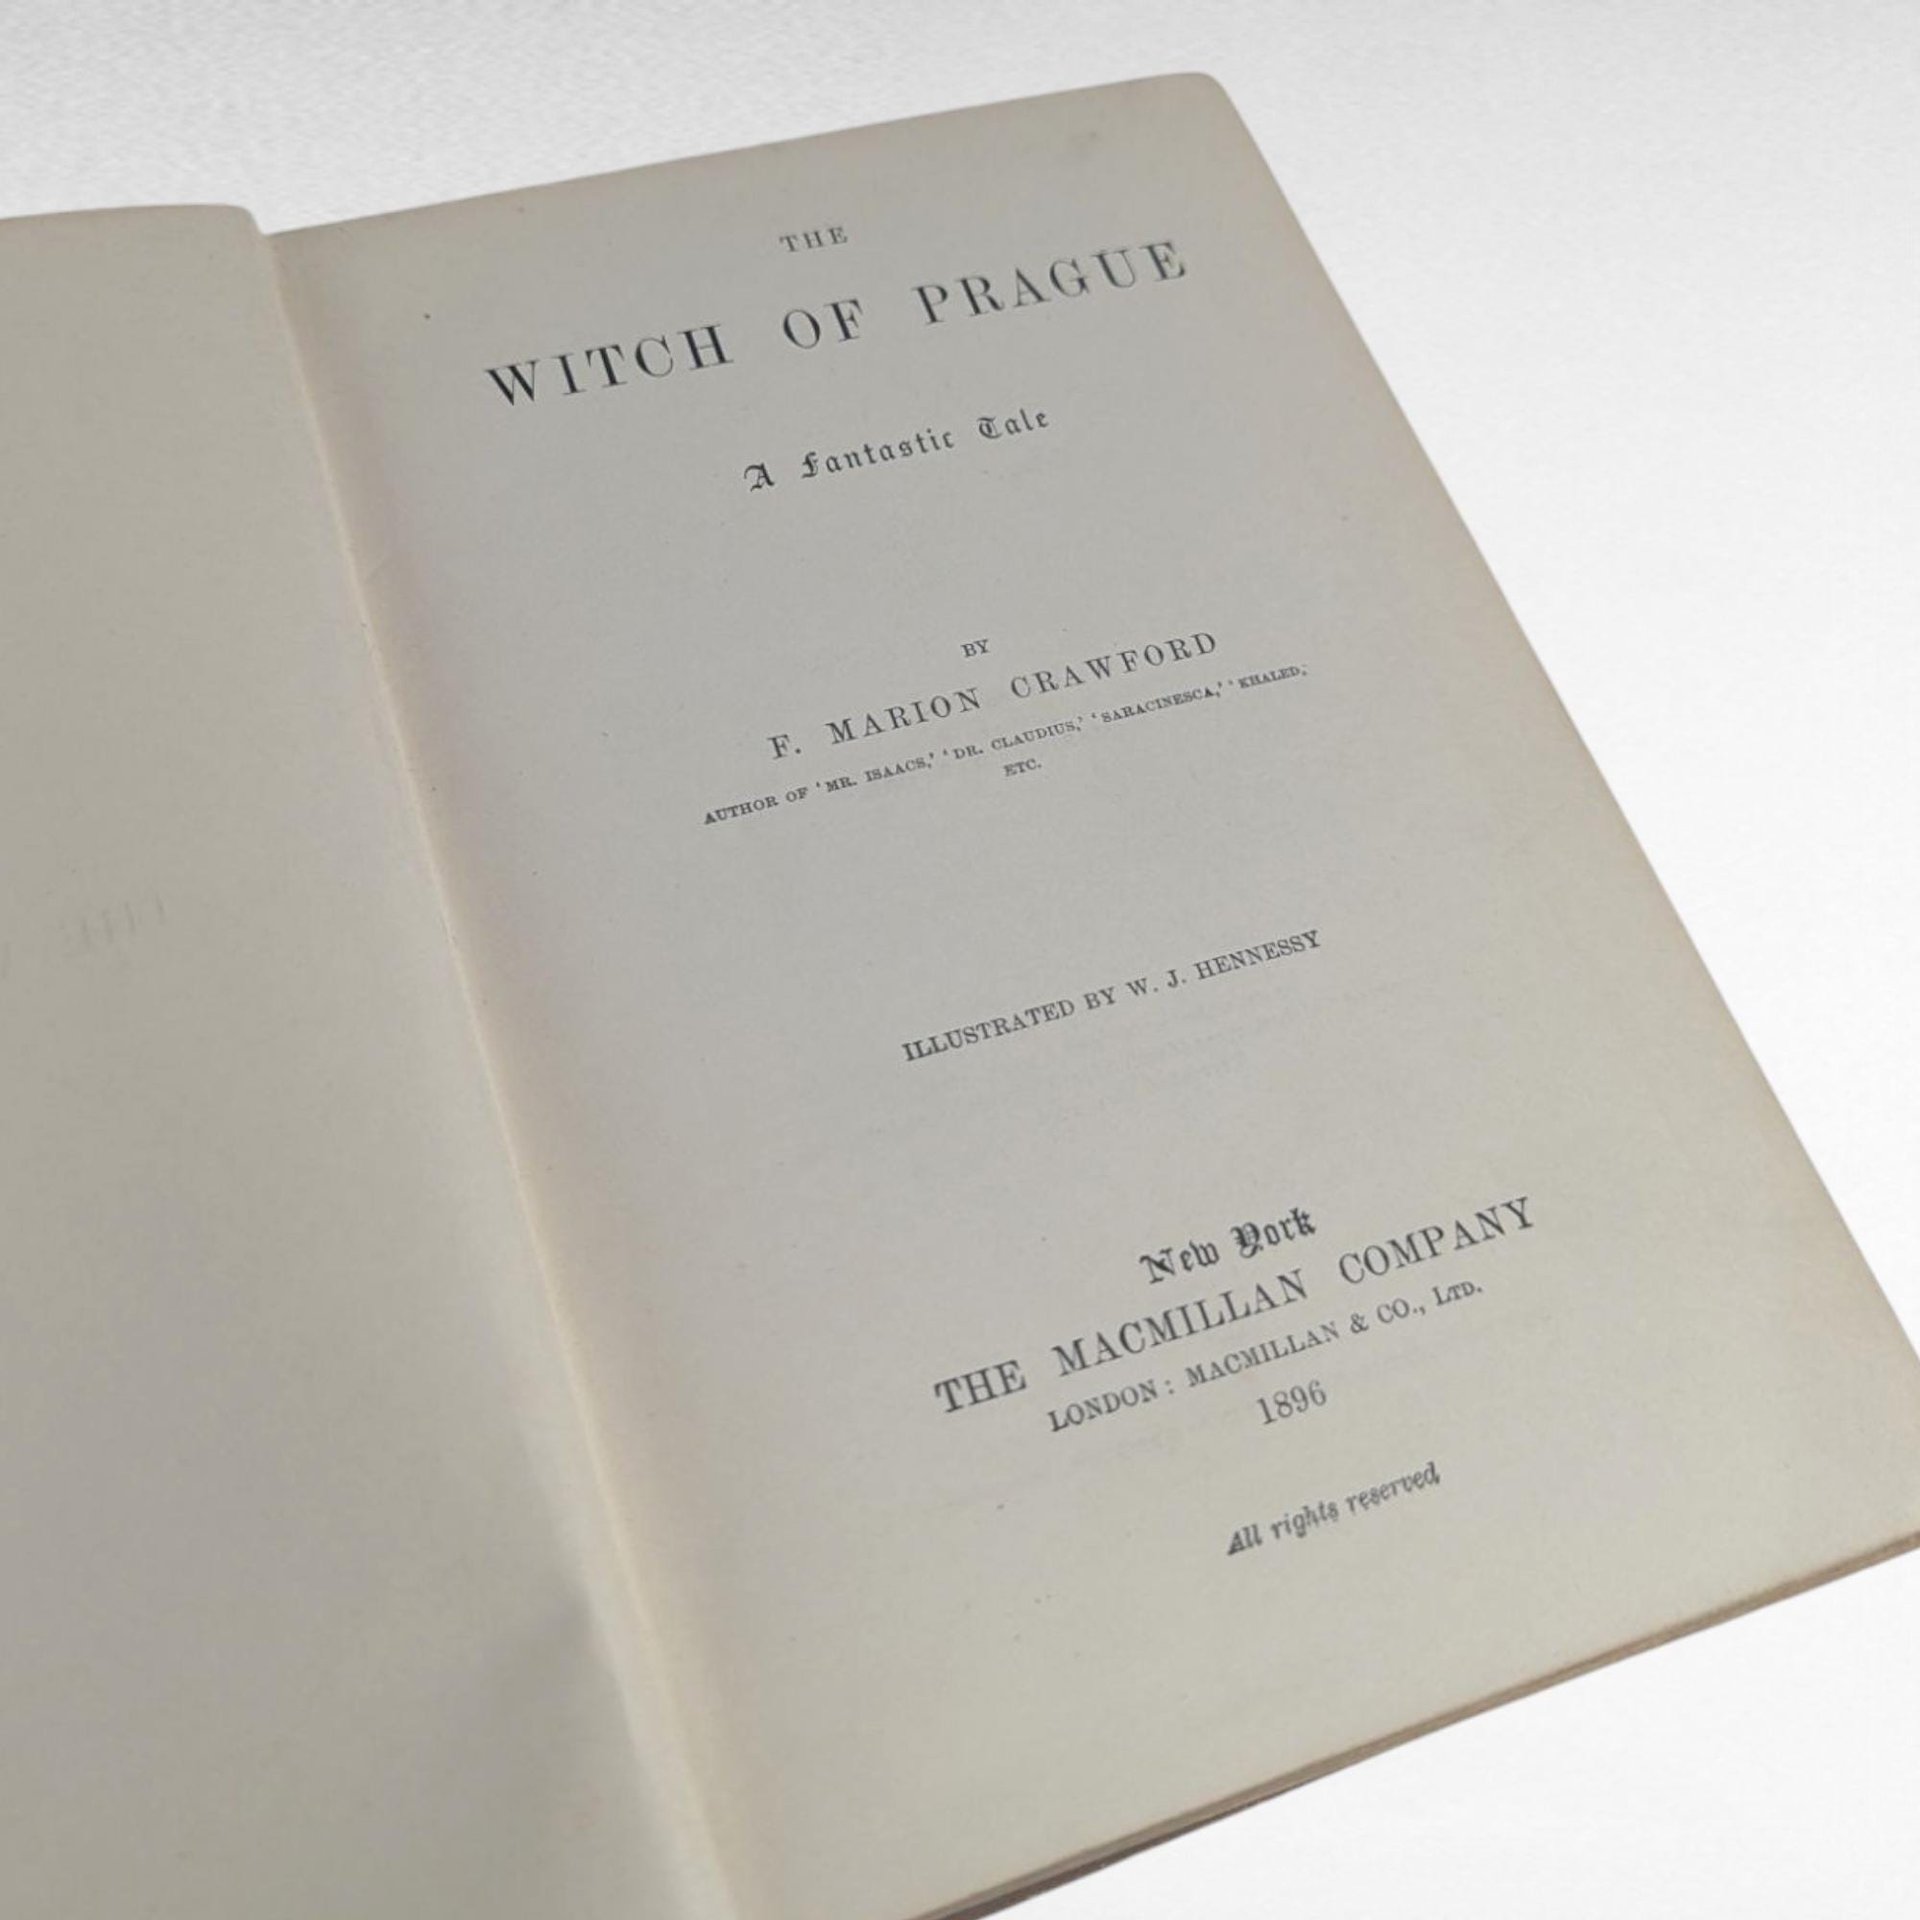 THE
WITCH OF PRAGUE
A Fantastic Tale
BY
F. MARION CRAWFORD
AUTHOR OF 'MR. ISAACS,' 'DR. CLAUDIUS,' 'SARACINESCA,' 'KHALED,'
ETC.
ILLUSTRATED BY W. J. HENNESSY
New York
THE MACMILLAN COMPANY
LONDON: MACMILLAN & CO., LTD.
1896
All rights reserved